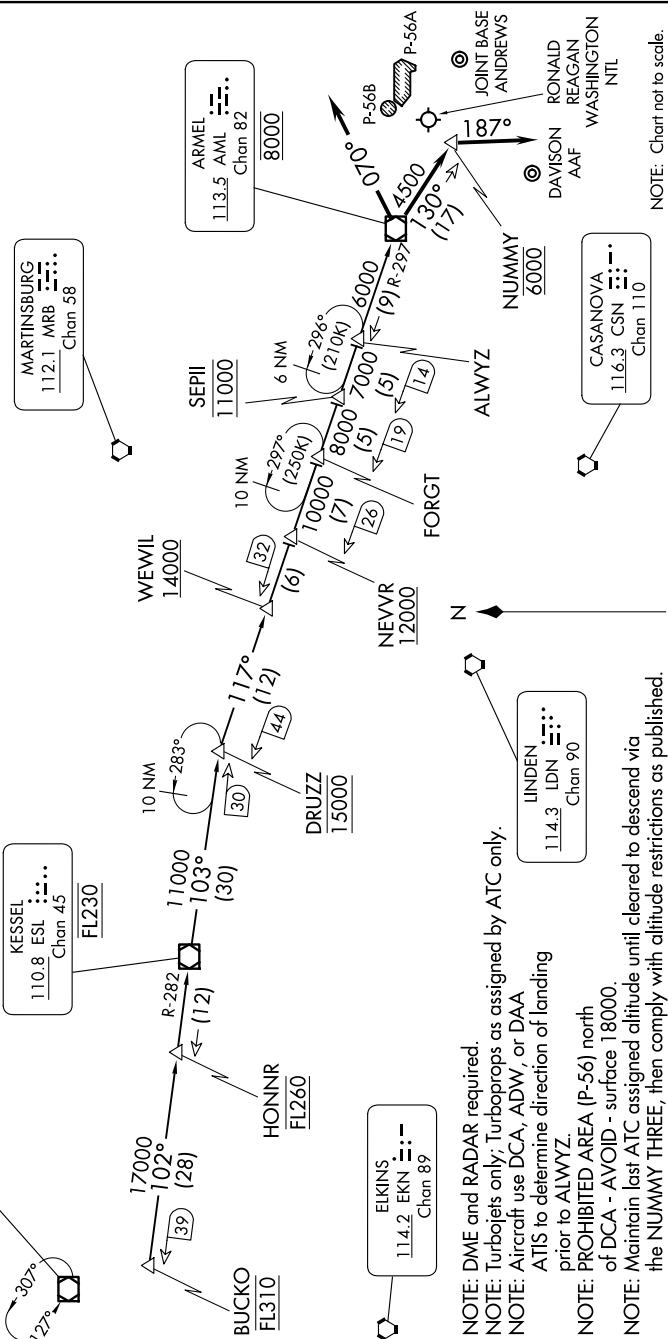 307°
127°
KESSEL
110.8 ESL
Chan 45
FL230
MARTINSBURG
112.1 MRB
Chan 58
ARMEL
113.5 AML
Chan 82
8000
P-56B
P-56A
JOINT BASE
ANDREWS
RONALD
REAGAN
WASHINGTON
NTL
DAVISON
AAF
070°
4500
130°
(17)
187°
NUMMY
6000
BUCKO
FL310
39
17000
102°
(28)
HONNR
FL260
R-282
(12)
11000
103°
(30)
10 NM
283°
30
44
DRUZZ
15000
117°
(12)
WEWIL
14000
32
(6)
NEVVR
12000
10 NM
297°
(250K)
10000
(7)
26
FORGT
SEPII
11000
8000
(5)
19
6 NM
296°
(210K)
7000
(5)
14
ALWYZ
6000
(9)
R-297
N
ELKINS
114.2 EKN
Chan 89
LINDEN
114.3 LDN
Chan 90
CASANOVA
116.3 CSN
Chan 110
NOTE: DME and RADAR required.
NOTE: Turbojets only; Turboprops as assigned by ATC only.
NOTE: Aircraft use DCA, ADW, or DAA
ATIS to determine direction of landing
prior to ALWYZ.
NOTE: PROHIBITED AREA (P-56) north
of DCA - AVOID - surface 18000.
NOTE: Maintain last ATC assigned altitude until cleared to descend via
the NUMMY THREE, then comply with altitude restrictions as published.
NOTE: Chart not to scale.